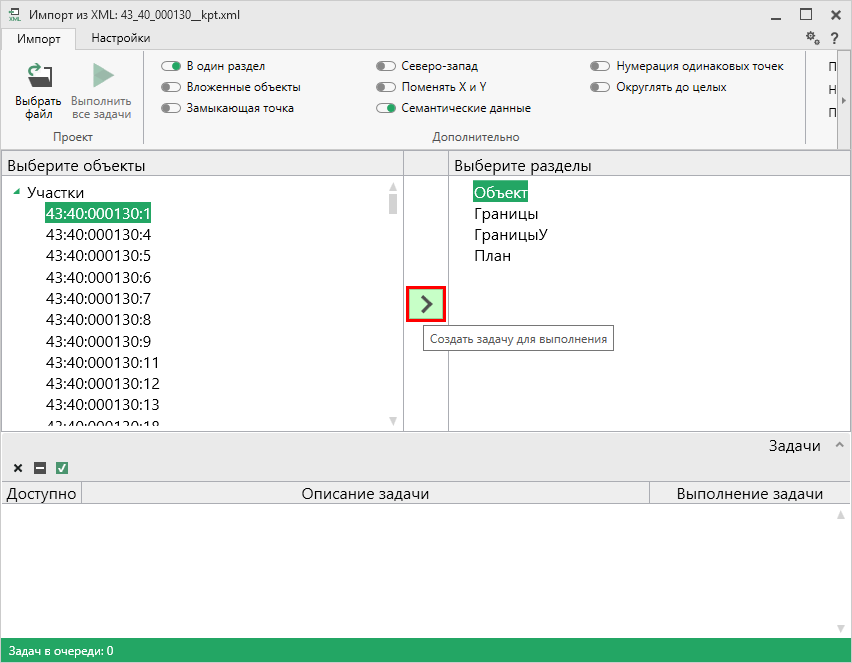 Импорт из XML: 43_40_000130__kpt.xml
Импорт Настройки
Выбрать файл
Выполнить все задачи
Проект
В один раздел
Вложенные объекты
Замыкающая точка
Северо-запад
Поменять X и Y
Семантические данные
Нумерация одинаковых точек
Округлять до целых
Дополнительно
П
Н
П
Выберите объекты
Участки
43:40:000130:1
43:40:000130:4
43:40:000130:5
43:40:000130:6
43:40:000130:7
43:40:000130:8
43:40:000130:9
43:40:000130:11
43:40:000130:12
43:40:000130:13
43:40:000130:18
Создать задачу для выполнения
Выберите разделы
Объект
Границы
ГраницыУ
План
Задачи
Доступно Описание задачи Выполнение задачи
Задач в очереди: 0